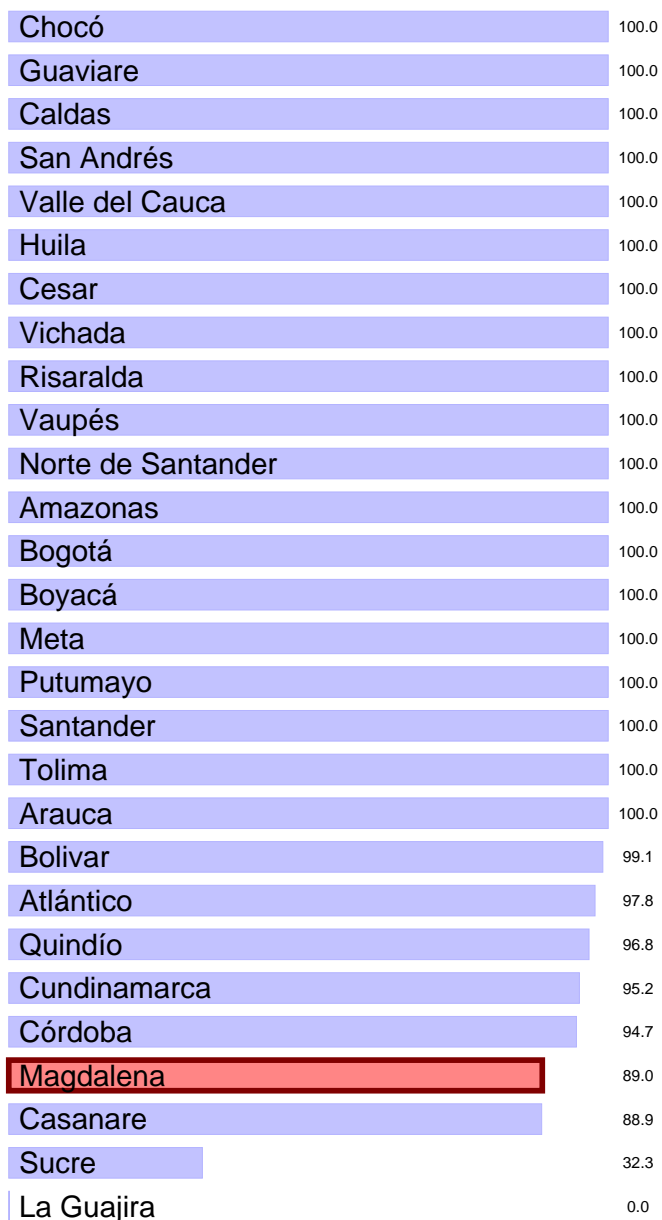 Chocó 100.0
Guaviare 100.0
Caldas 100.0
San Andrés 100.0
Valle del Cauca 100.0
Huila 100.0
Cesar 100.0
Vichada 100.0
Risaralda 100.0
Vaupés 100.0
Norte de Santander 100.0
Amazonas 100.0
Bogotá 100.0
Boyacá 100.0
Meta 100.0
Putumayo 100.0
Santander 100.0
Tolima 100.0
Arauca 100.0
Bolivar 99.1
Atlántico 97.8
Quindío 96.8
Cundinamarca 95.2
Córdoba 94.7
Magdalena 89.0
Casanare 88.9
Sucre 32.3
La Guajira 0.0